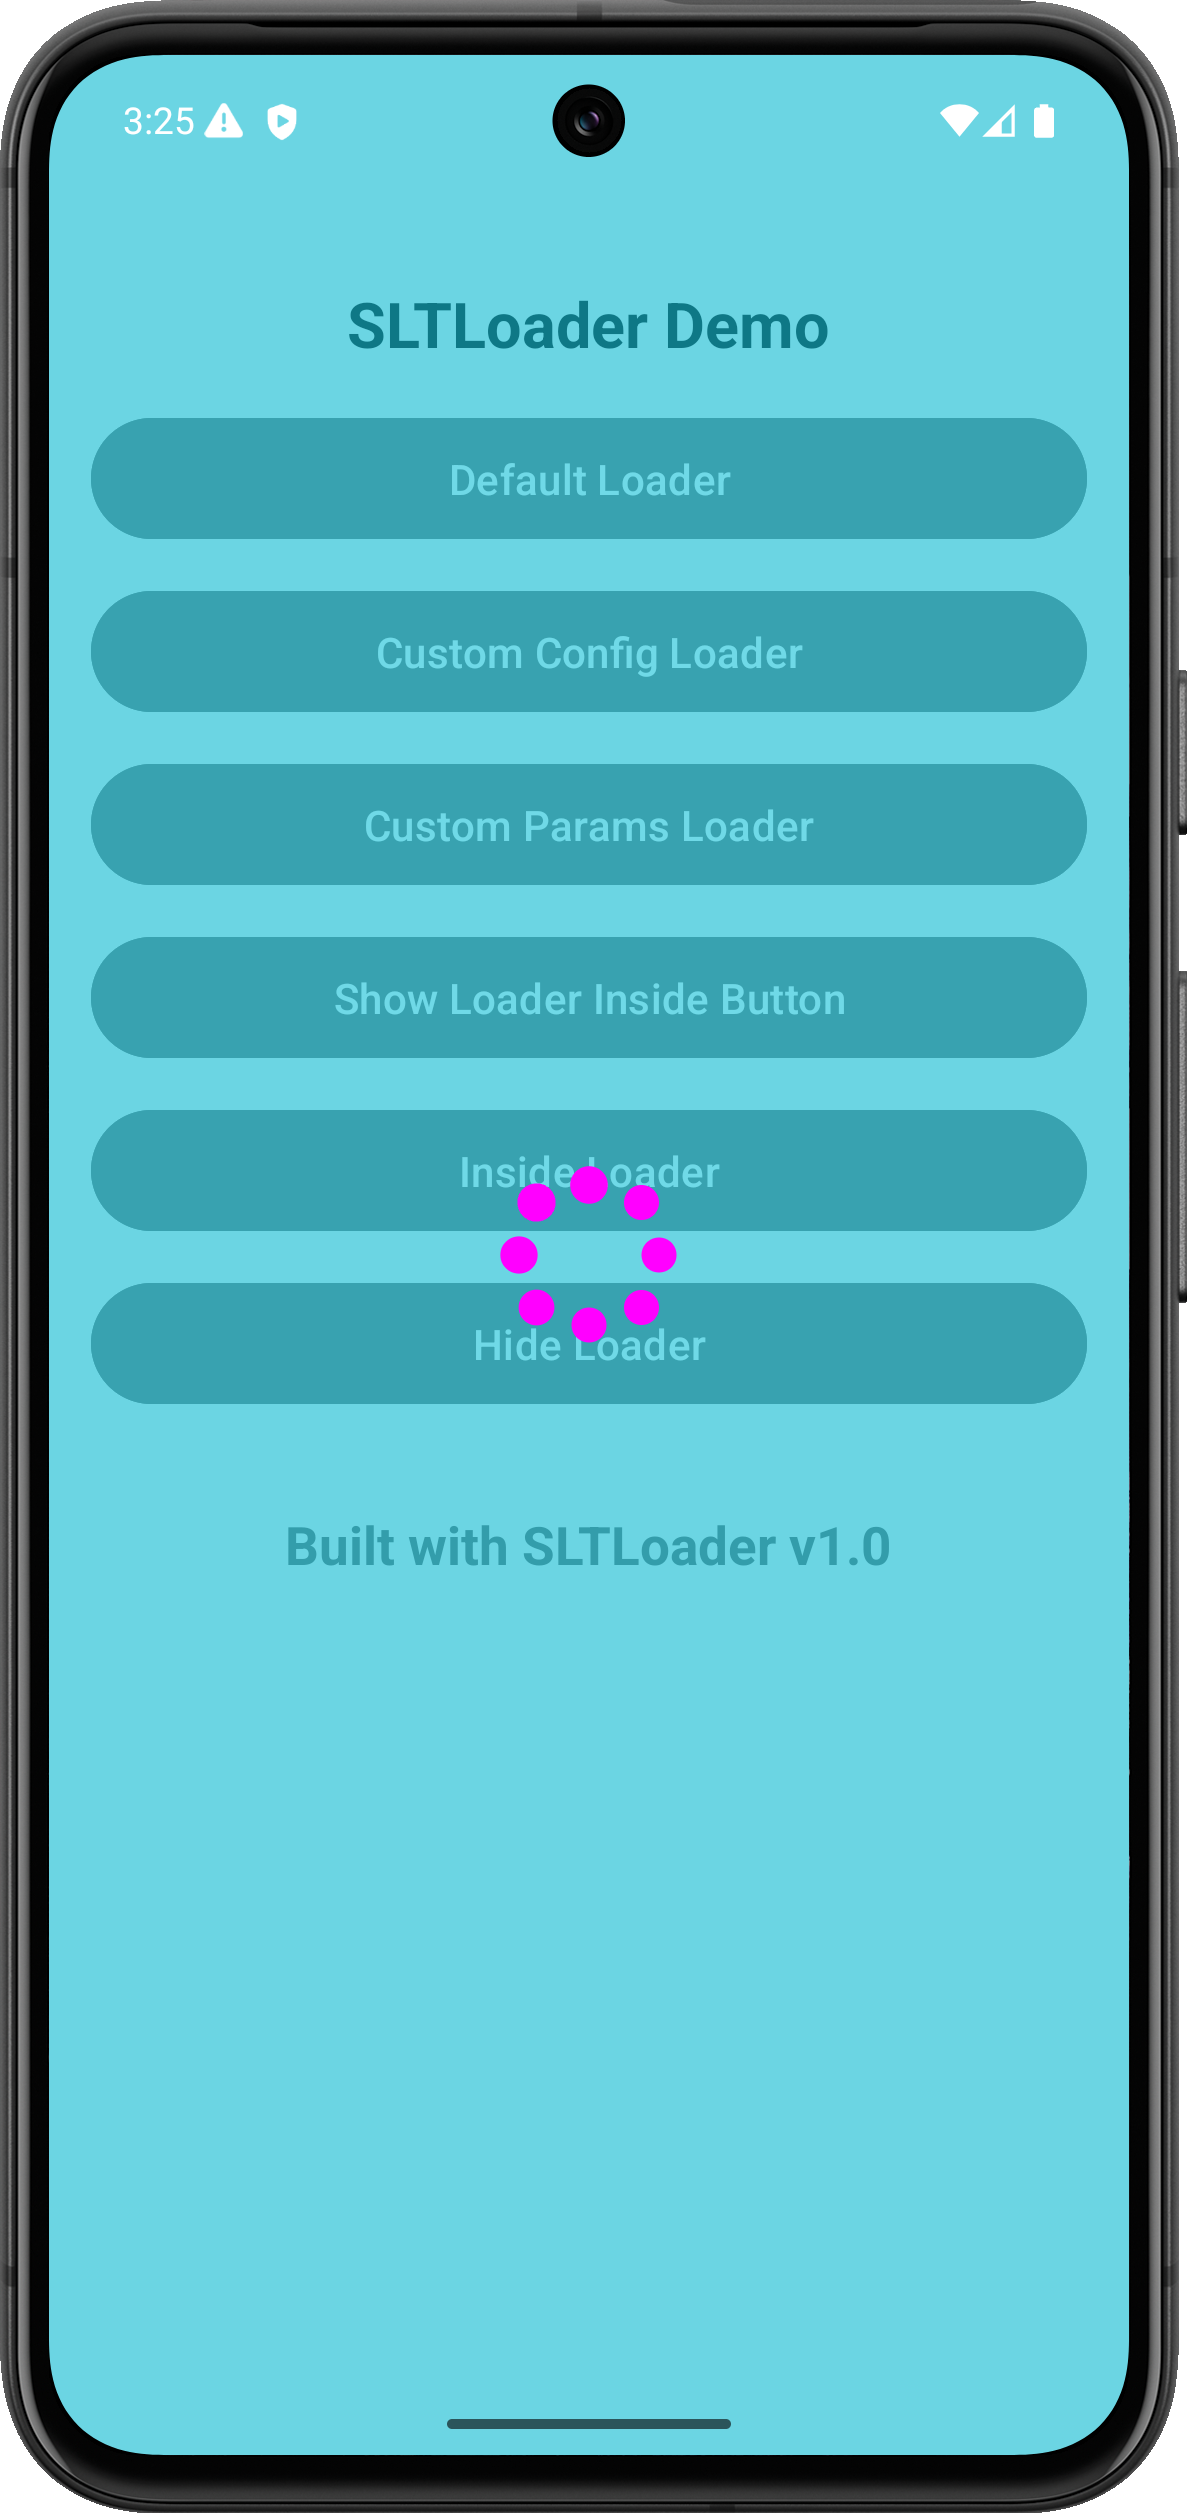 3:25
SLTLoader Demo
Default Loader
Custom Config Loader
Custom Params Loader
Show Loader Inside Button
Inside Loader
Hide Loader
Built with SLTLoader v1.0